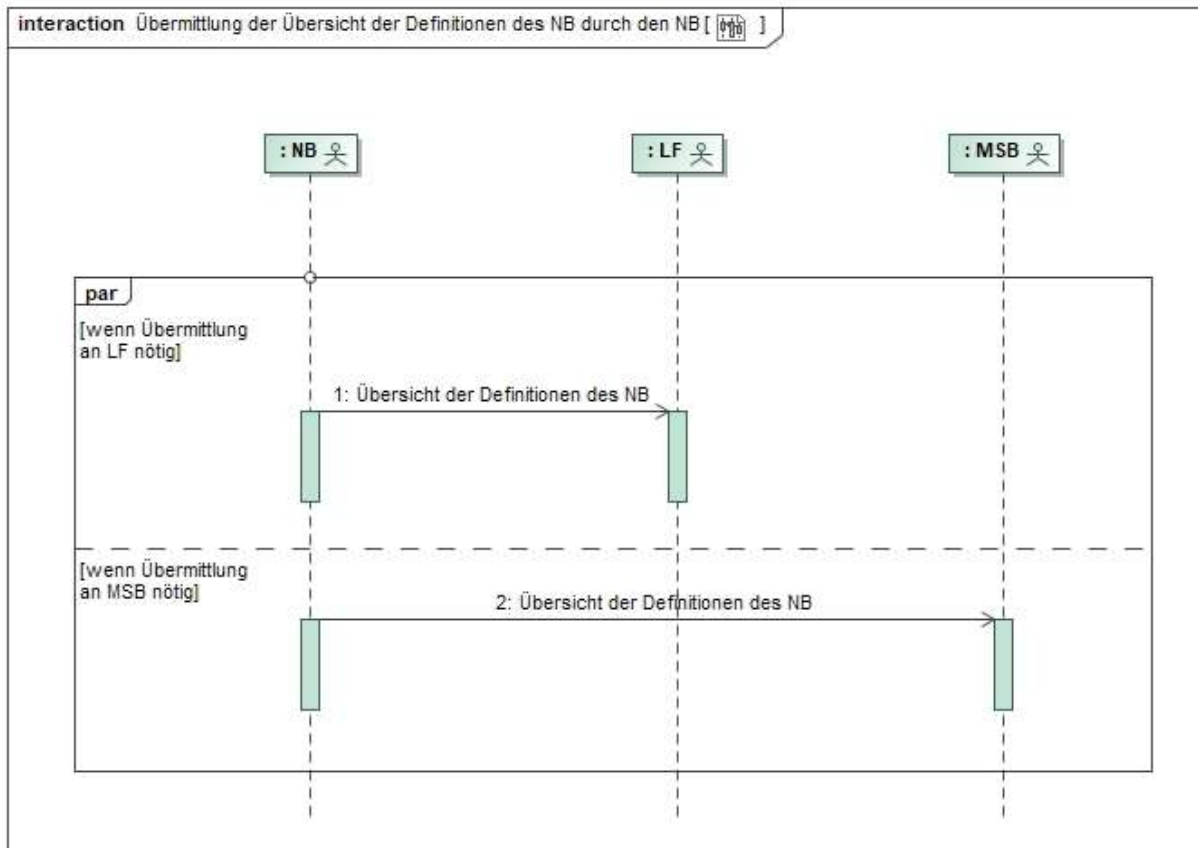 interaction Übermittlung der Übersicht der Definitionen des NB durch den NB [ ]
: NB
: LF
: MSB
par
[wenn Übermittlung
an LF nötig]
1: Übersicht der Definitionen des NB
[wenn Übermittlung
an MSB nötig]
2: Übersicht der Definitionen des NB